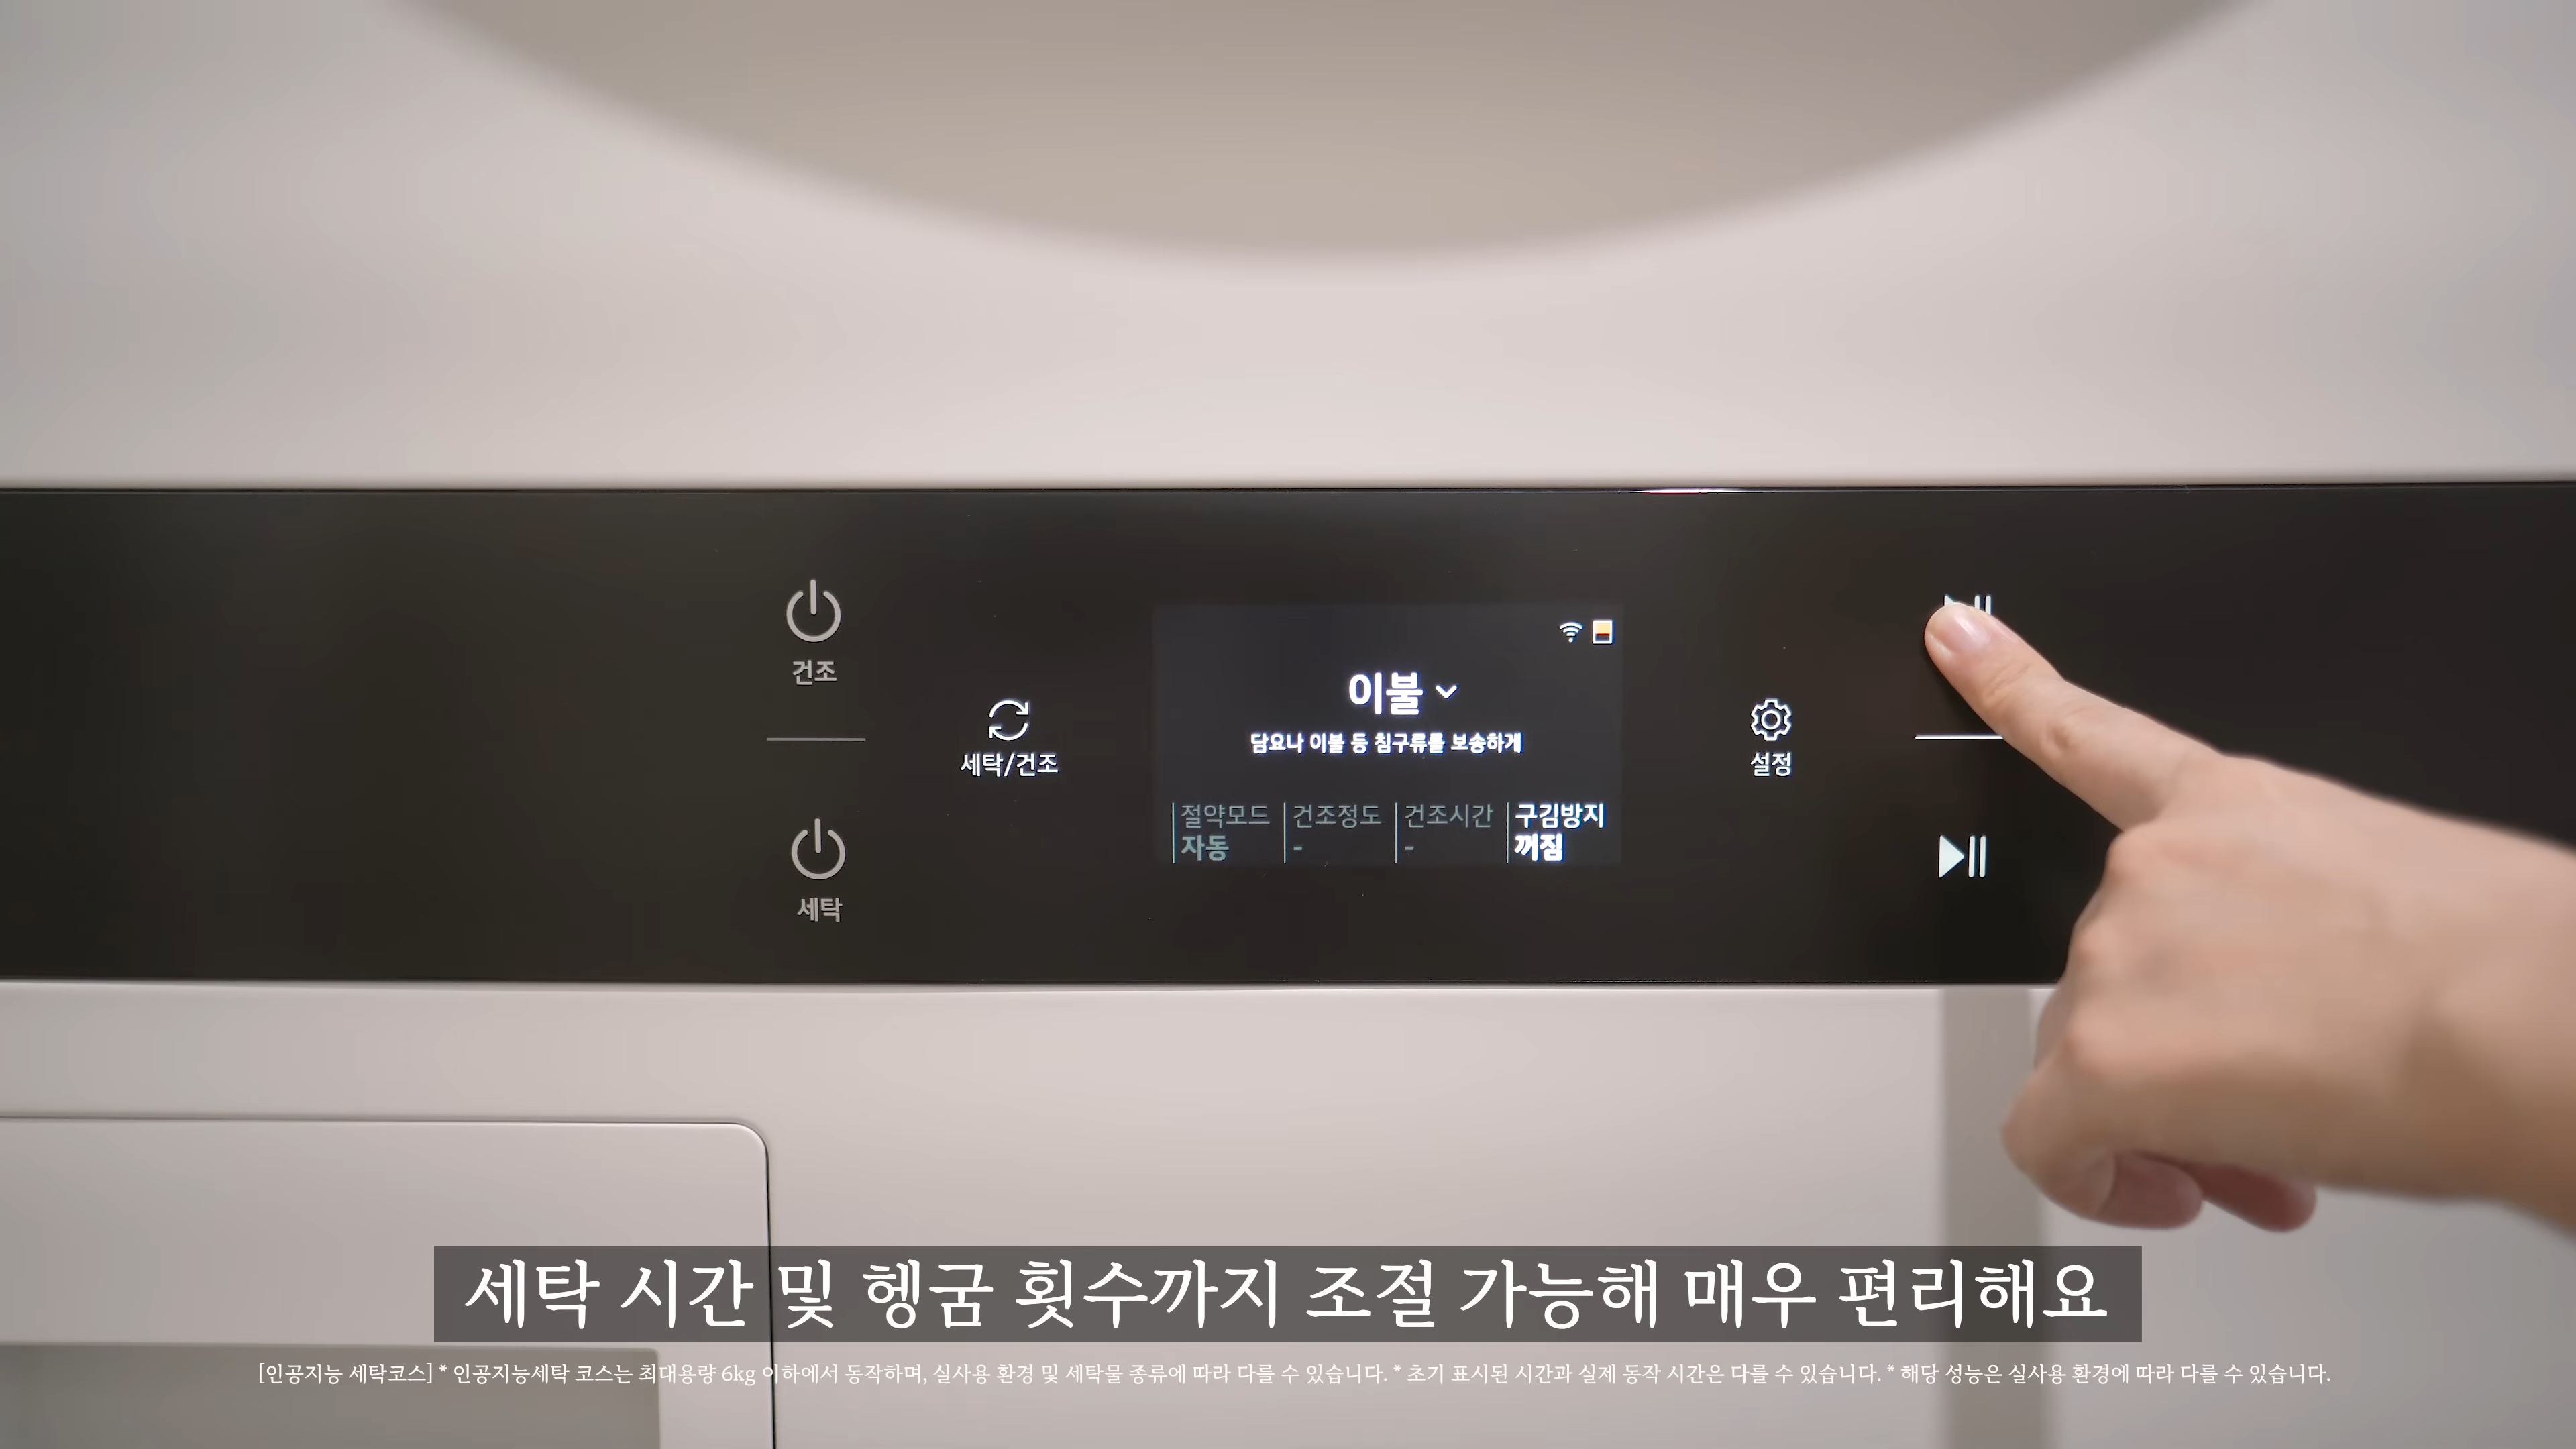 건조
세탁/건조
세탁
이불
담요나 이불 등 침구류를 보송하게
절약모드 건조정도 건조시간 구김방지
자동 - - 꺼짐
설정
세탁 시간 및 헹굼 횟수까지 조절 가능해 매우 편리해요
[인공지능 세탁코스] * 인공지능세탁 코스는 최대용량 6kg 이하에서 동작하며, 실사용 환경 및 세탁물 종류에 따라 다를 수 있습니다. * 초기 표시된 시간과 실제 동작 시간은 다를 수 있습니다. * 해당 성능은 실사용 환경에 따라 다를 수 있습니다.